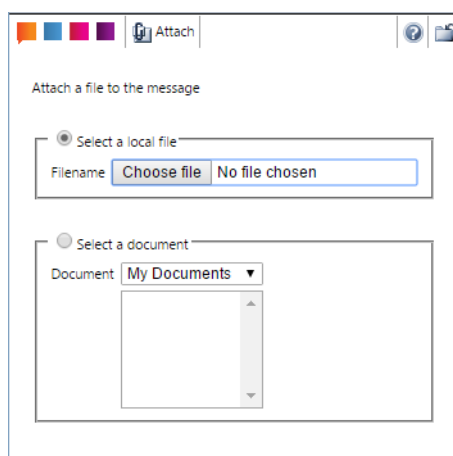 Attach
Attach a file to the message
Select a local file
Filename Choose file No file chosen
Select a document
Document My Documents